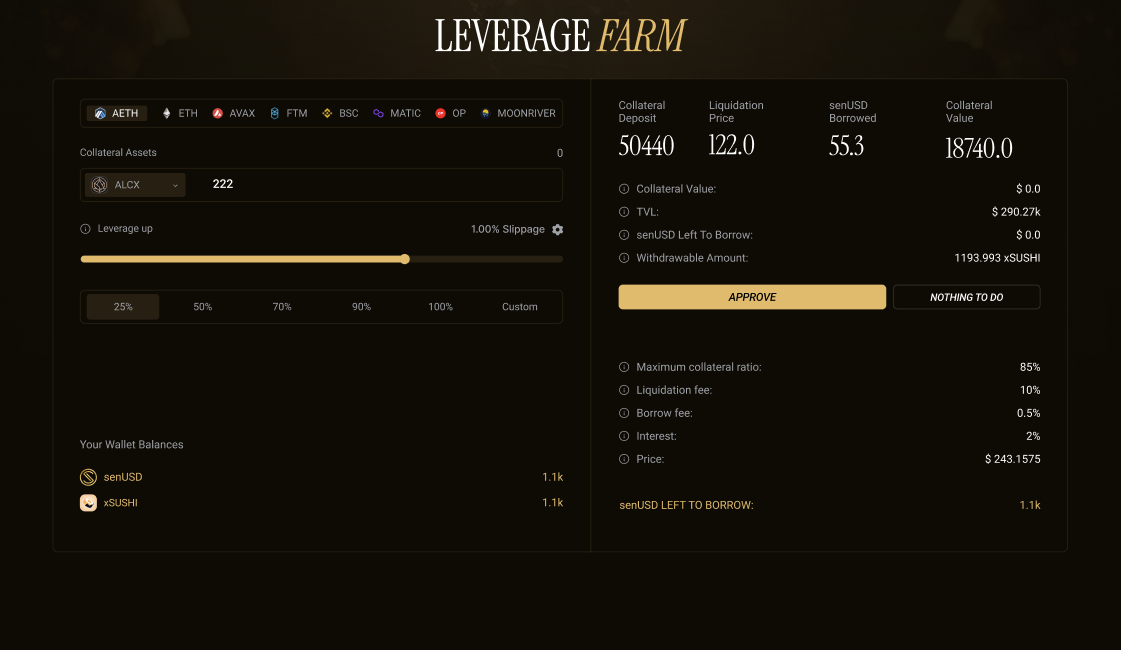 LEVERAGE FARM
AETH ETH AVAX FTM BSC MATIC OP MOONRIVER
Collateral Assets 0
ALCX 222
Leverage up 1.00% Slippage
25% 50% 70% 90% 100% Custom
Your Wallet Balances
senUSD 1.1k
xSUSHI 1.1k
Collateral Deposit
50440
Liquidation Price
122.0
senUSD Borrowed
55.3
Collateral Value
18740.0
Collateral Value: $ 0.0
TVL: $ 290.27k
senUSD Left To Borrow: $ 0.0
Withdrawable Amount: 1193.993 xSUSHI
APPROVE NOTHING TO DO
Maximum collateral ratio: 85%
Liquidation fee: 10%
Borrow fee: 0.5%
Interest: 2%
Price: $ 243.1575
senUSD LEFT TO BORROW: 1.1k